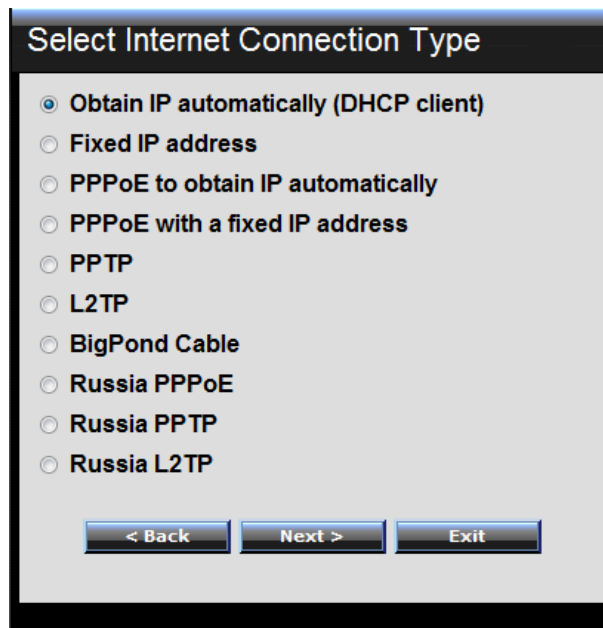 Select Internet Connection Type
Obtain IP automatically (DHCP client)
Fixed IP address
PPPoE to obtain IP automatically
PPPoE with a fixed IP address
PPTP
L2TP
BigPond Cable
Russia PPPoE
Russia PPTP
Russia L2TP
< Back Next > Exit